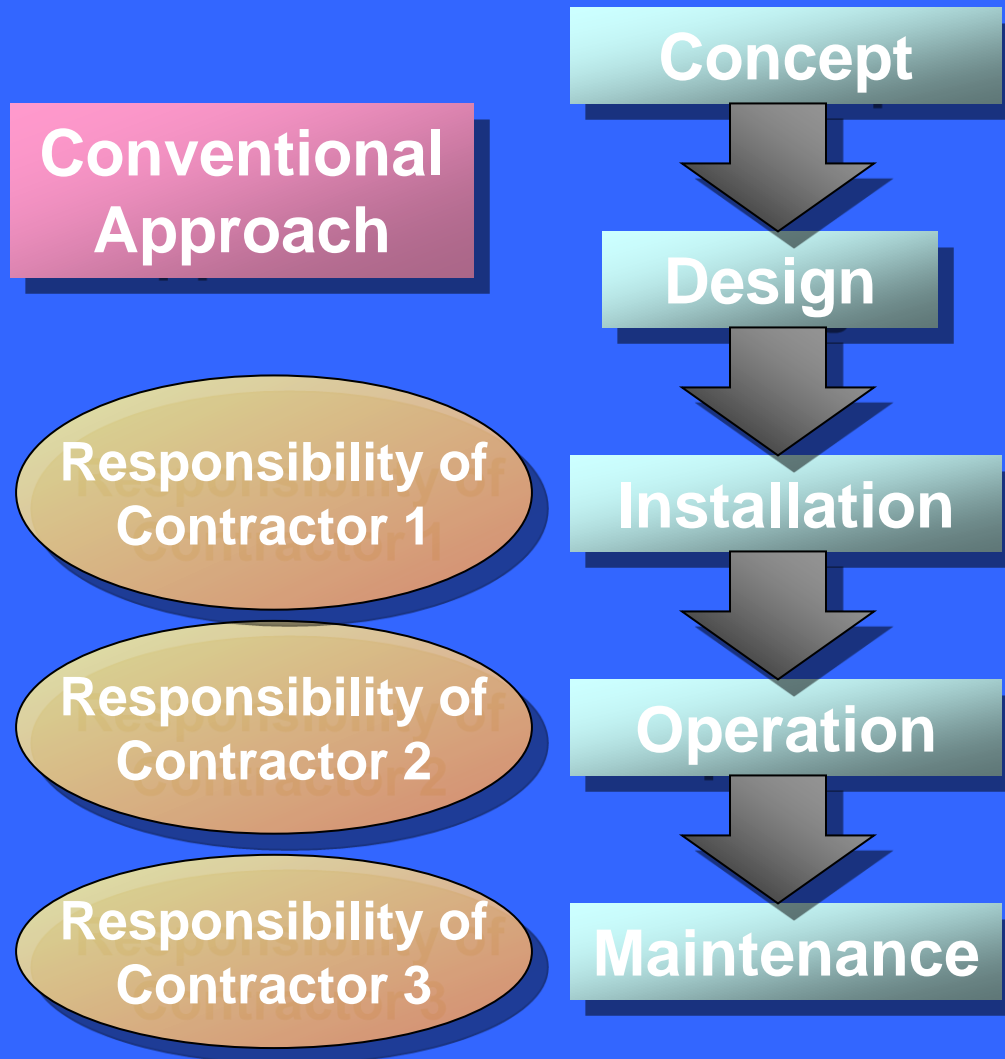 Conventional
Approach
Concept
Design
Responsibility of
Contractor 1
Installation
Responsibility of
Contractor 2
Operation
Responsibility of
Contractor 3
Maintenance